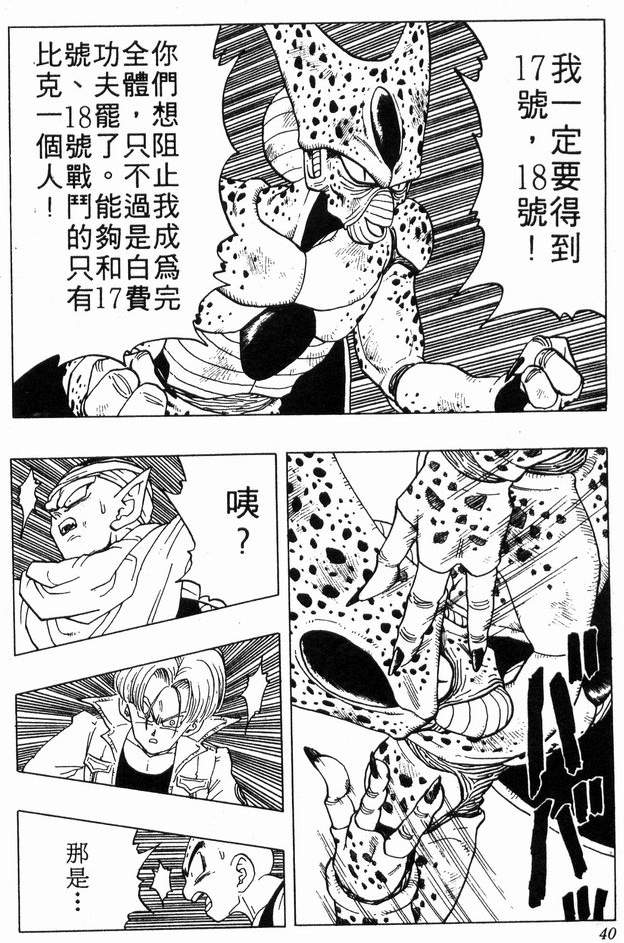 我一定要得到
17號，18號！
你們想阻止我成爲完
全體，只不過是白費
功夫罷了。能夠和17
號、18號戰鬥的只有
比克一個人！
咦？
那是…
40